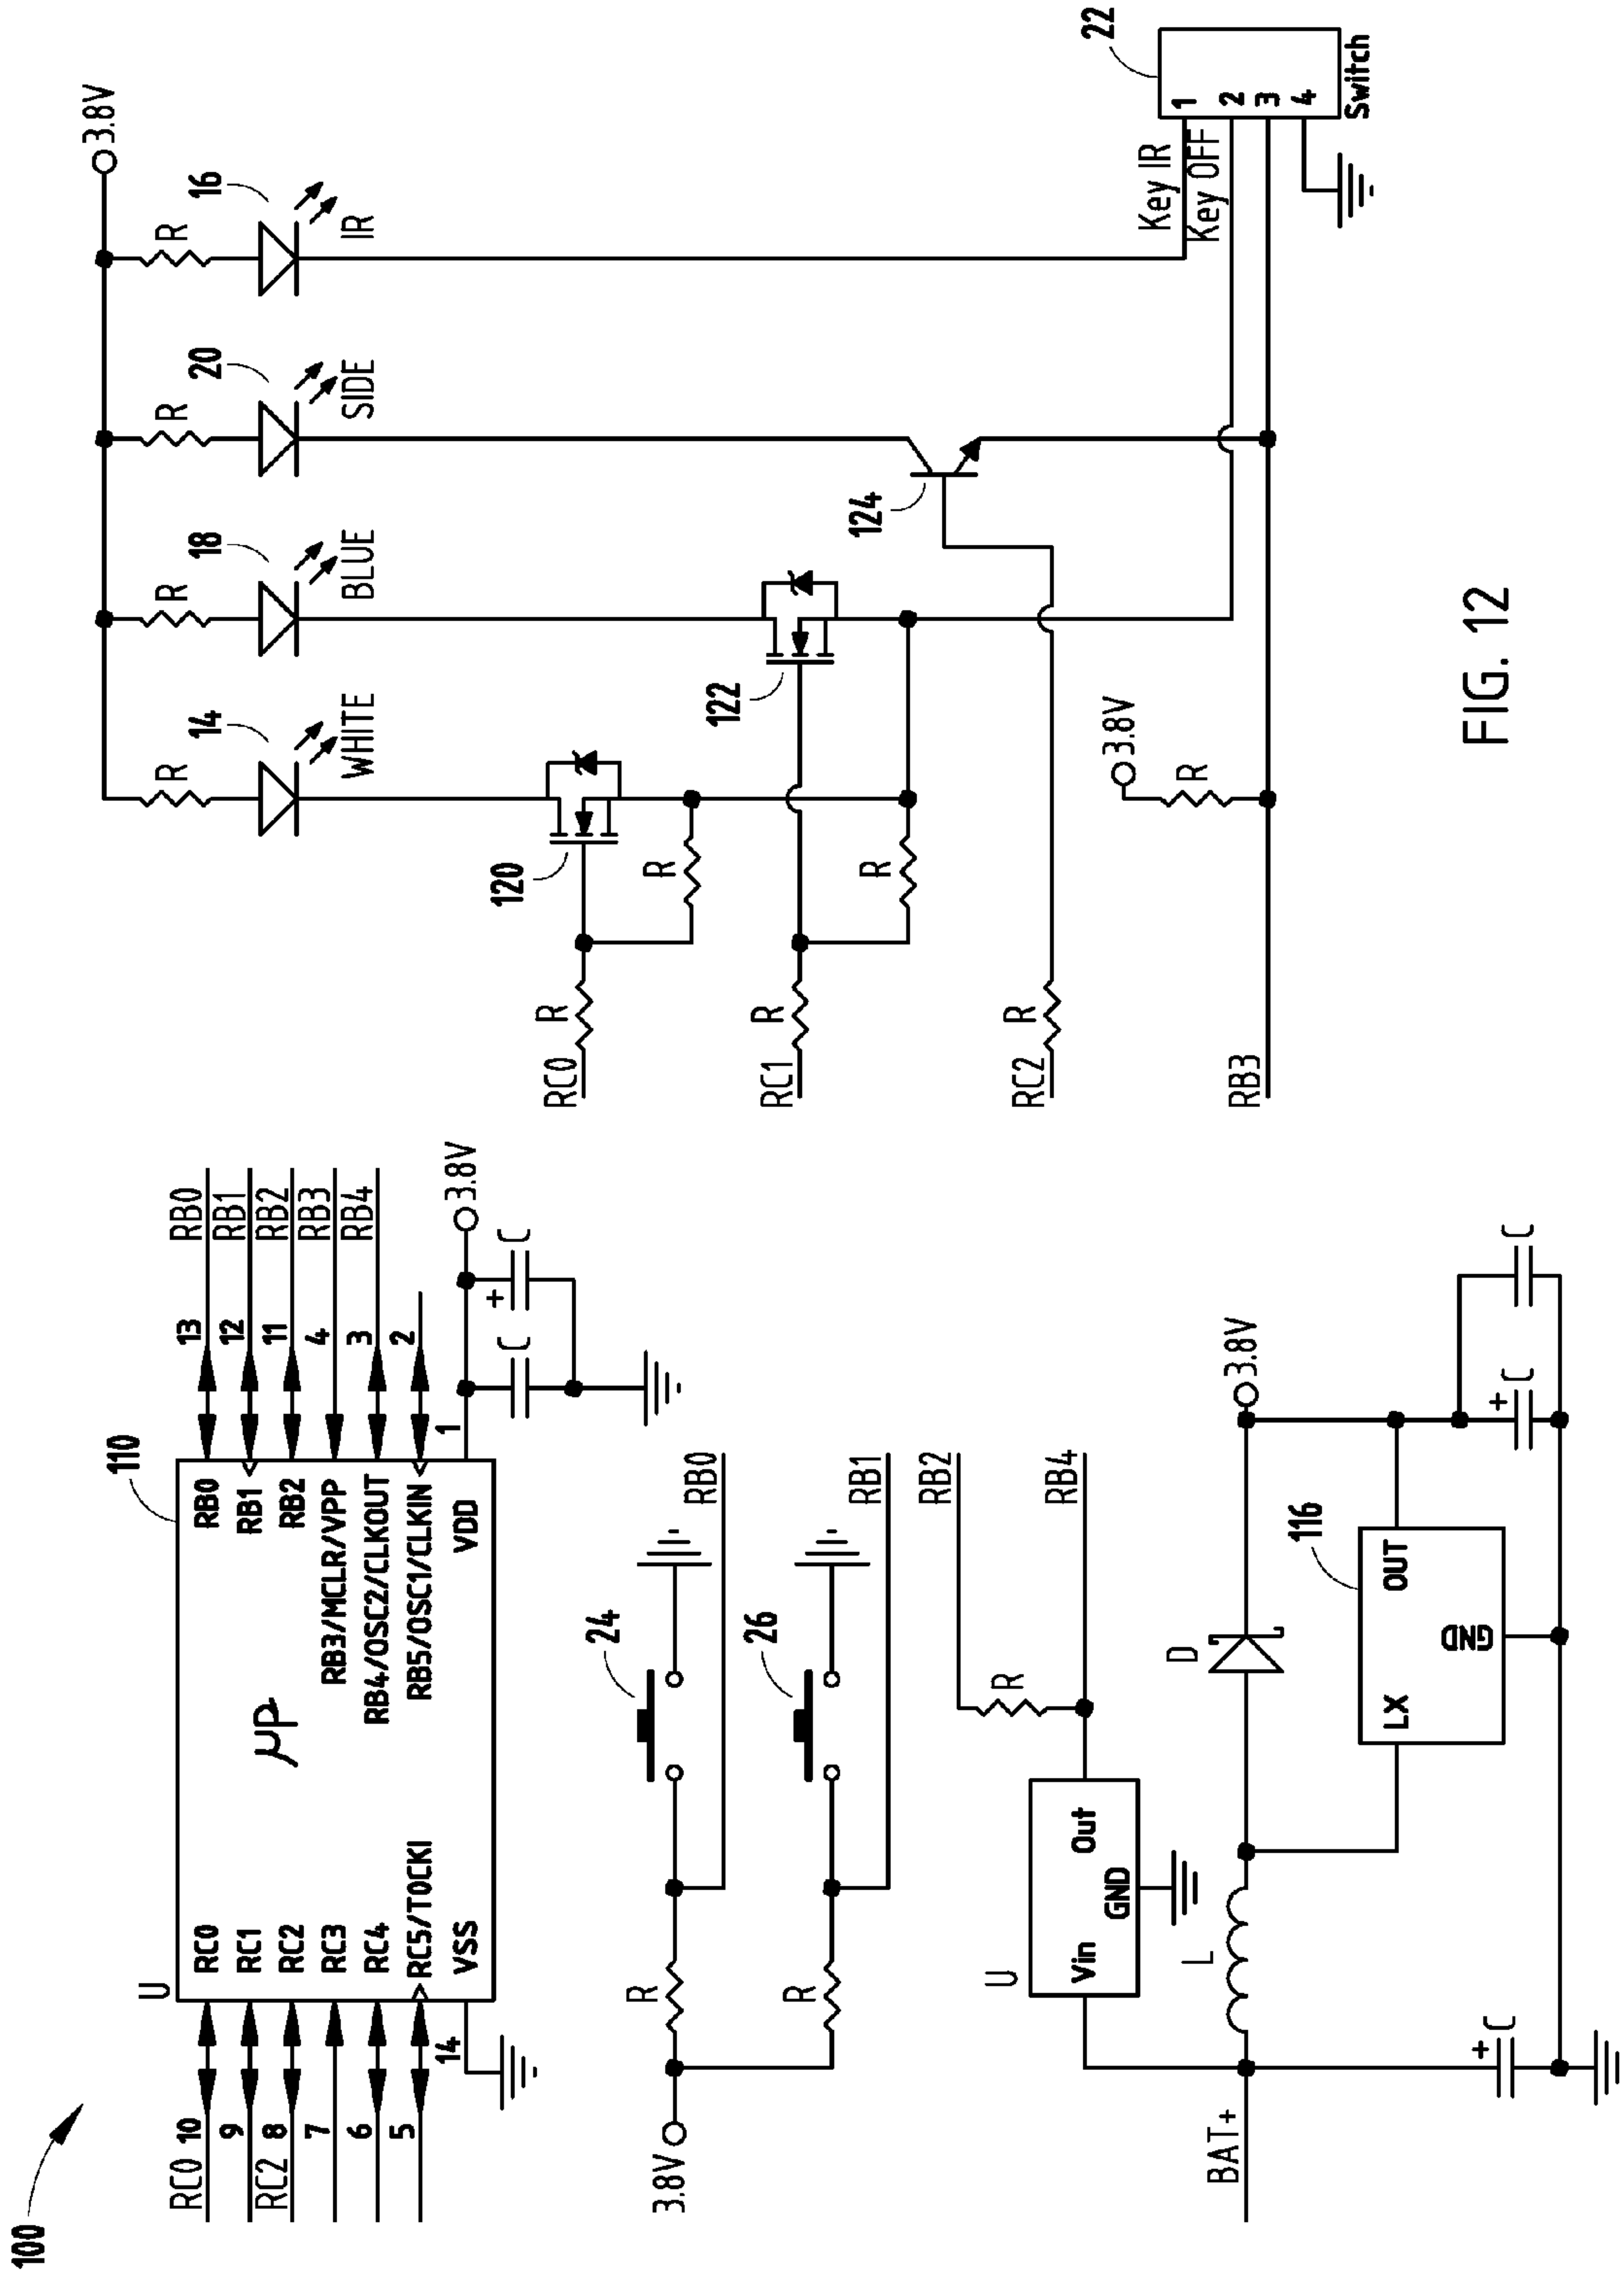 100
U
110
RC0 10
9
RC2 8
7
6
5
14
RC0
RC1
RC2
RC3
RC4
RC5/T0CKI
VSS
μP
RB0
RB1
RB2
RB3/MCLR/VPP
RB4/OSC2/CLKOUT
RB5/OSC1/CLKIN
VDD
13 RB0
12 RB1
11 RB2
4 RB3
3 RB4
2
1
3.8V
C
+
C
3.8V
R
24
RB0
R
26
RB1
U
Vin
Out
GND
R
RB2
RB4
BAT+
L
D
3.8V
116
LX
OUT
GND
+
C
+
C
C
3.8V
R
14
WHITE
R
18
BLUE
R
20
SIDE
R
16
IR
RC0
R
120
R
RC1
R
122
R
RC2
R
124
RB3
3.8V
R
Key IR
Key OFF
22
1
2
3
4
Switch
FIG. 12